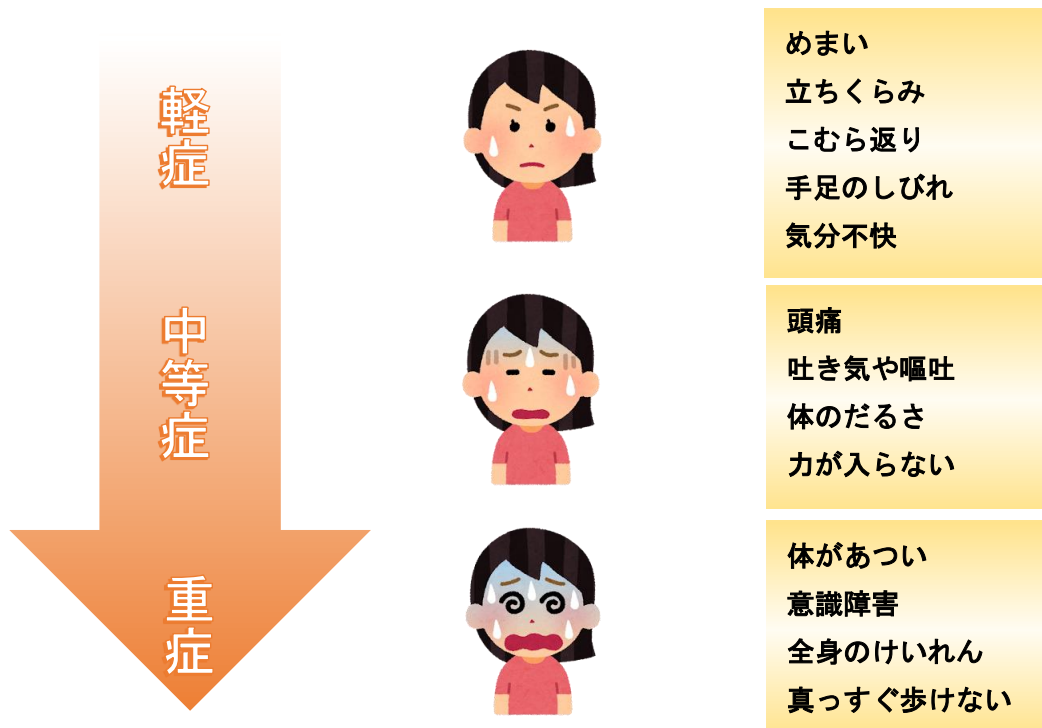 軽症
めまい
立ちくらみ
こむら返り
手足のしびれ
気分不快
中等症
頭痛
吐き気や嘔吐
体のだるさ
力が入らない
重症
体があつい
意識障害
全身のけいれん
真っすぐ歩けない